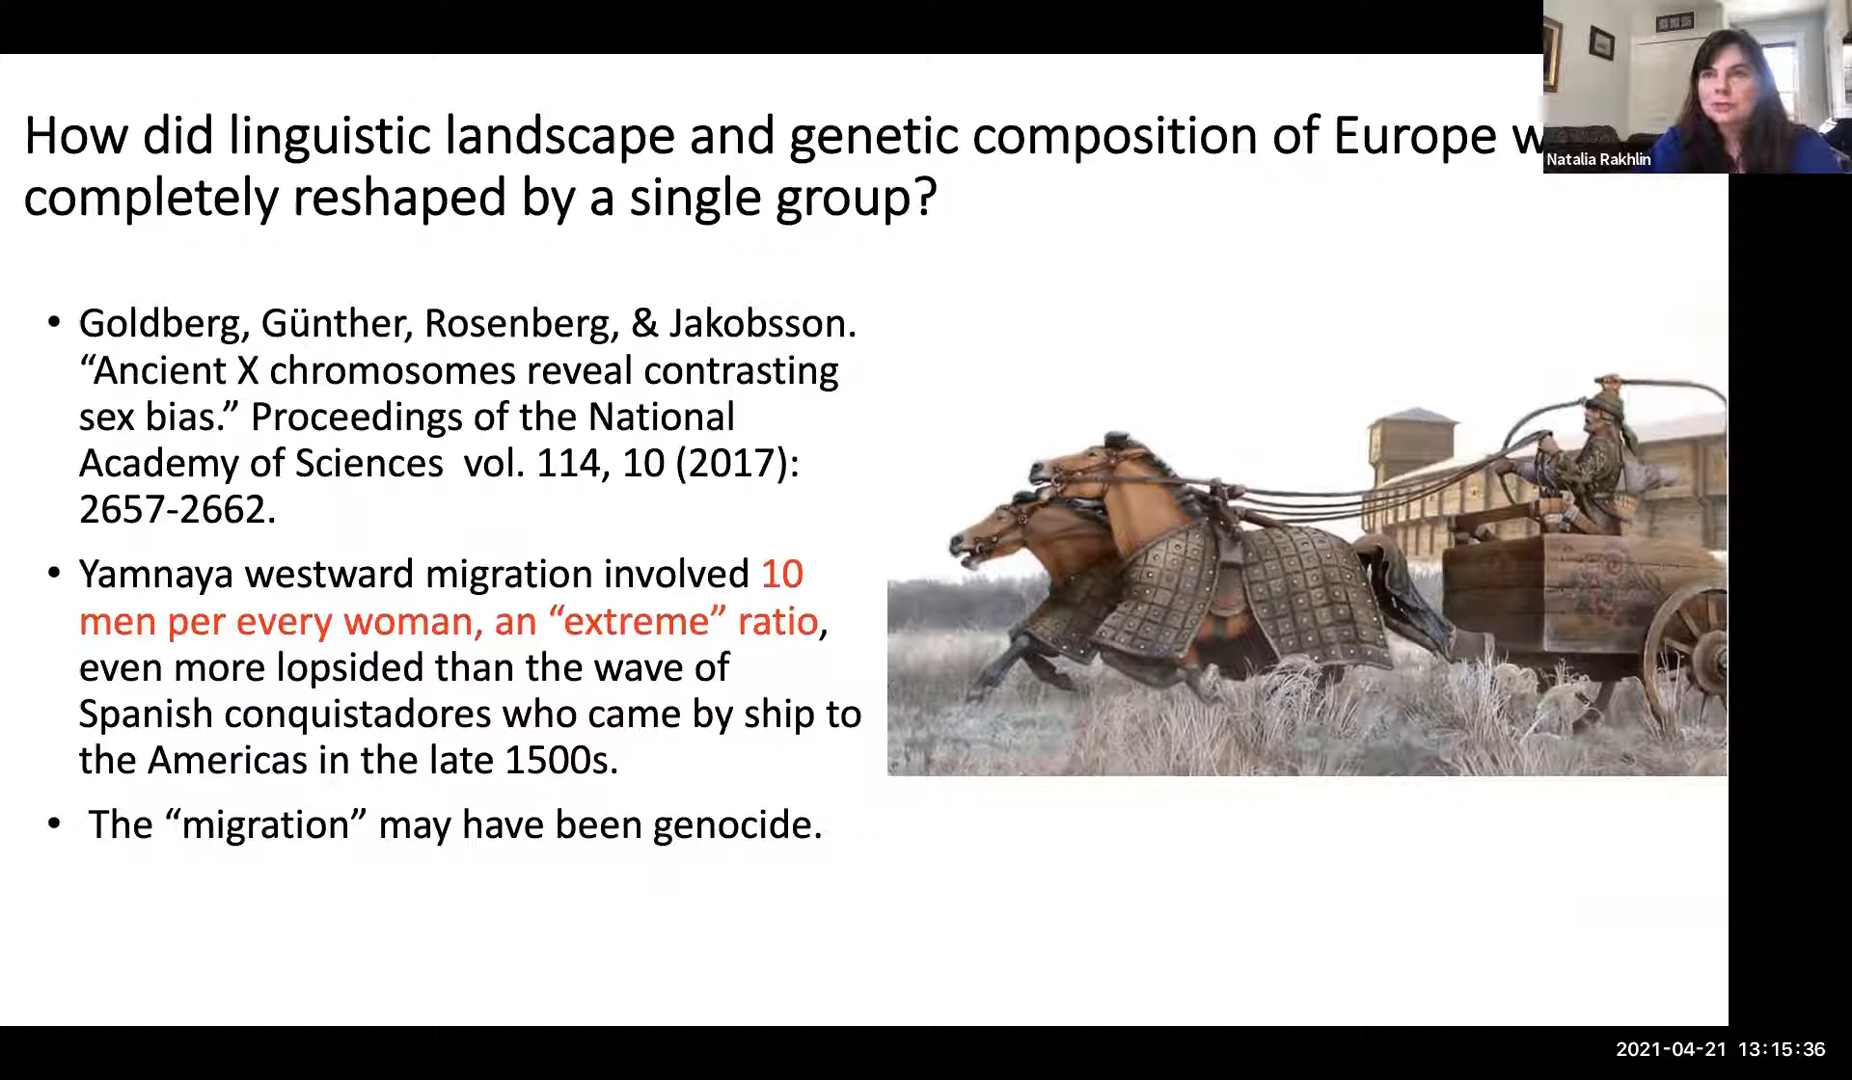 How did linguistic landscape and genetic composition of Europe
completely reshaped by a single group?
Natalia Rakhlin
• Goldberg, Günther, Rosenberg, & Jakobsson.
“Ancient X chromosomes reveal contrasting
sex bias.” Proceedings of the National
Academy of Sciences vol. 114, 10 (2017):
2657-2662.
• Yamnaya westward migration involved 10
men per every woman, an “extreme” ratio,
even more lopsided than the wave of
Spanish conquistadores who came by ship to
the Americas in the late 1500s.
• The “migration” may have been genocide.
2021-04-21 13:15:36